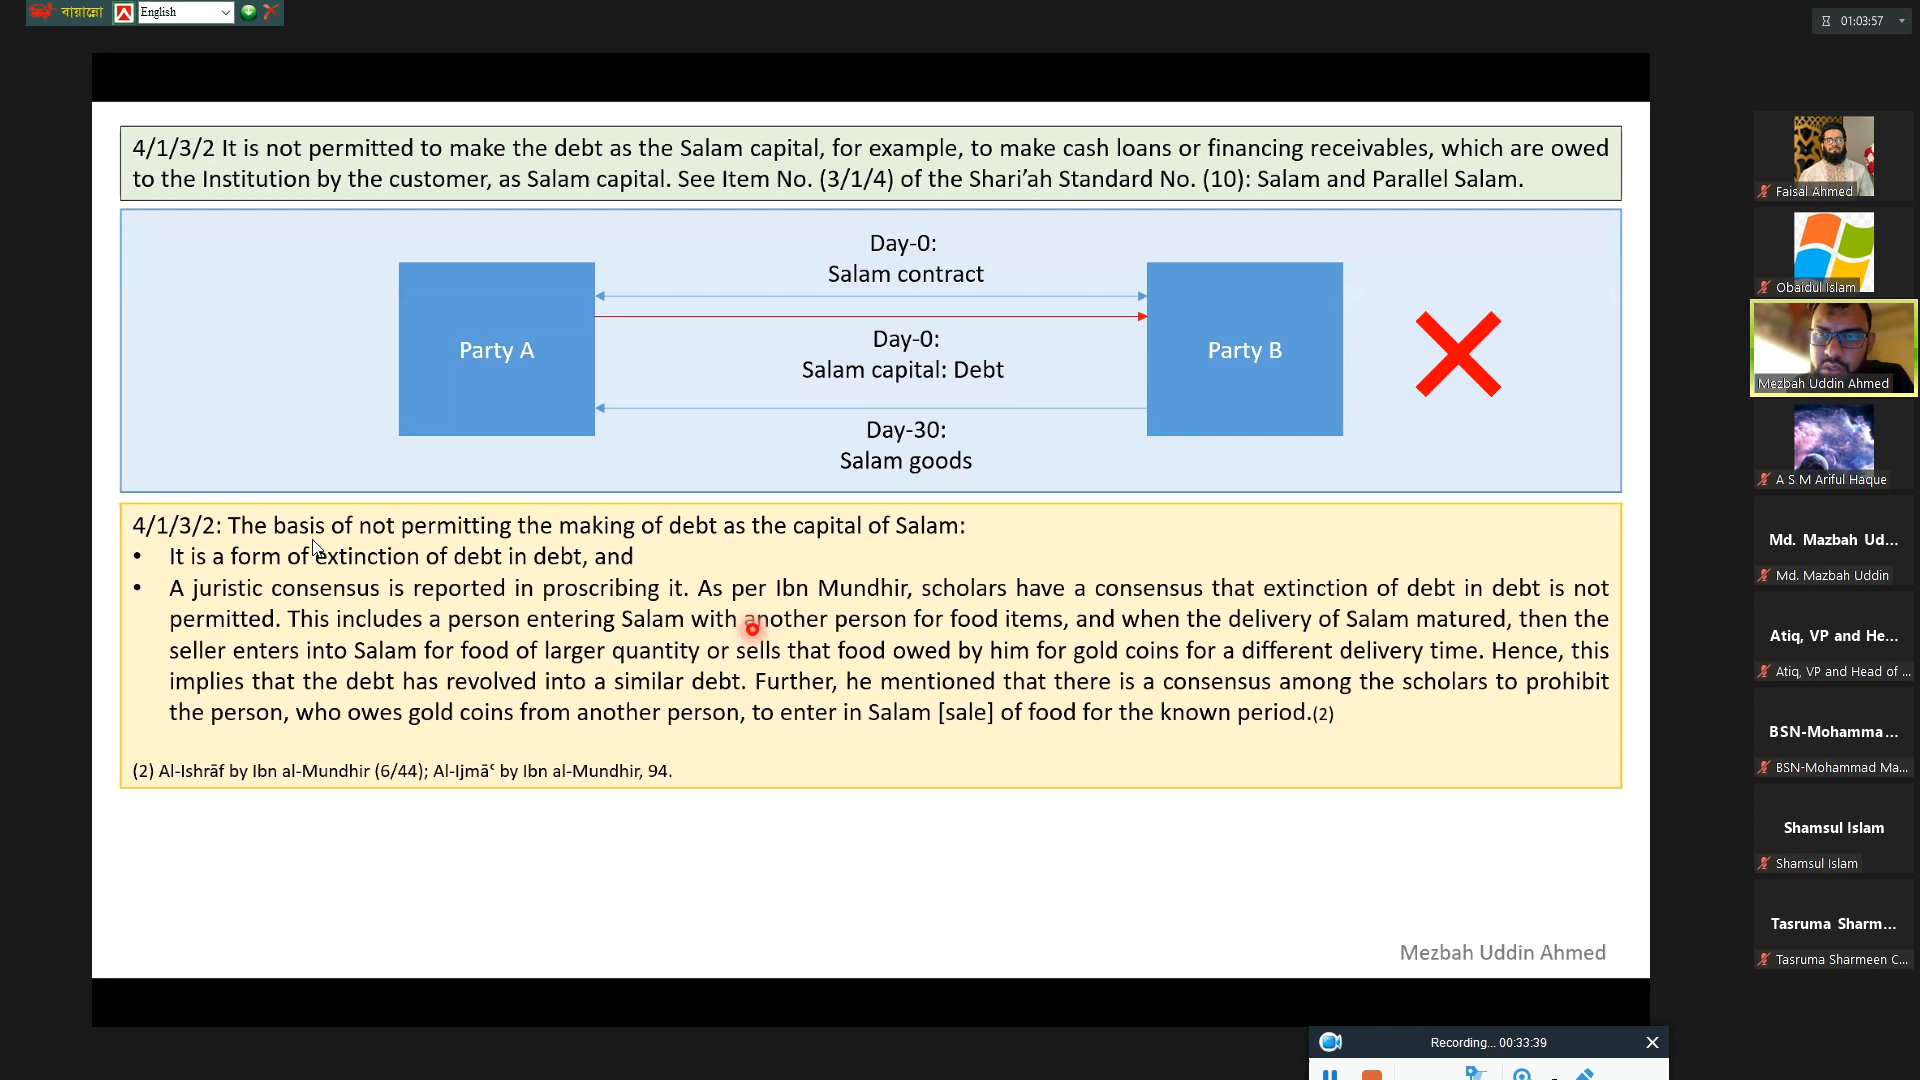 বায়ান্নো
English
01:03:57
4/1/3/2 It is not permitted to make the debt as the Salam capital, for example, to make cash loans or financing receivables, which are owed
to the Institution by the customer, as Salam capital. See Item No. (3/1/4) of the Shari’ah Standard No. (10): Salam and Parallel Salam.
Day-0:
Salam contract
Party A
Party B
Day-0:
Salam capital: Debt
Day-30:
Salam goods
4/1/3/2: The basis of not permitting the making of debt as the capital of Salam:
• It is a form of extinction of debt in debt, and
• A juristic consensus is reported in proscribing it. As per Ibn Mundhir, scholars have a consensus that extinction of debt in debt is not
permitted. This includes a person entering Salam with another person for food items, and when the delivery of Salam matured, then the
seller enters into Salam for food of larger quantity or sells that food owed by him for gold coins for a different delivery time. Hence, this
implies that the debt has revolved into a similar debt. Further, he mentioned that there is a consensus among the scholars to prohibit
the person, who owes gold coins from another person, to enter in Salam [sale] of food for the known period.(2)
(2) Al-Ishrāf by Ibn al-Mundhir (6/44); Al-Ijmāʿ by Ibn al-Mundhir, 94.
Mezbah Uddin Ahmed
Faisal Ahmed
Obaidul Islam
Mezbah Uddin Ahmed
A S M Ariful Haque
Md. Mazbah Ud...
Md. Mazbah Uddin
Atiq, VP and He...
Atiq, VP and Head of ...
BSN-Mohamma...
BSN-Mohammad Ma...
Shamsul Islam
Shamsul Islam
Tasruma Sharm...
Tasruma Sharmeen C...
Recording... 00:33:39